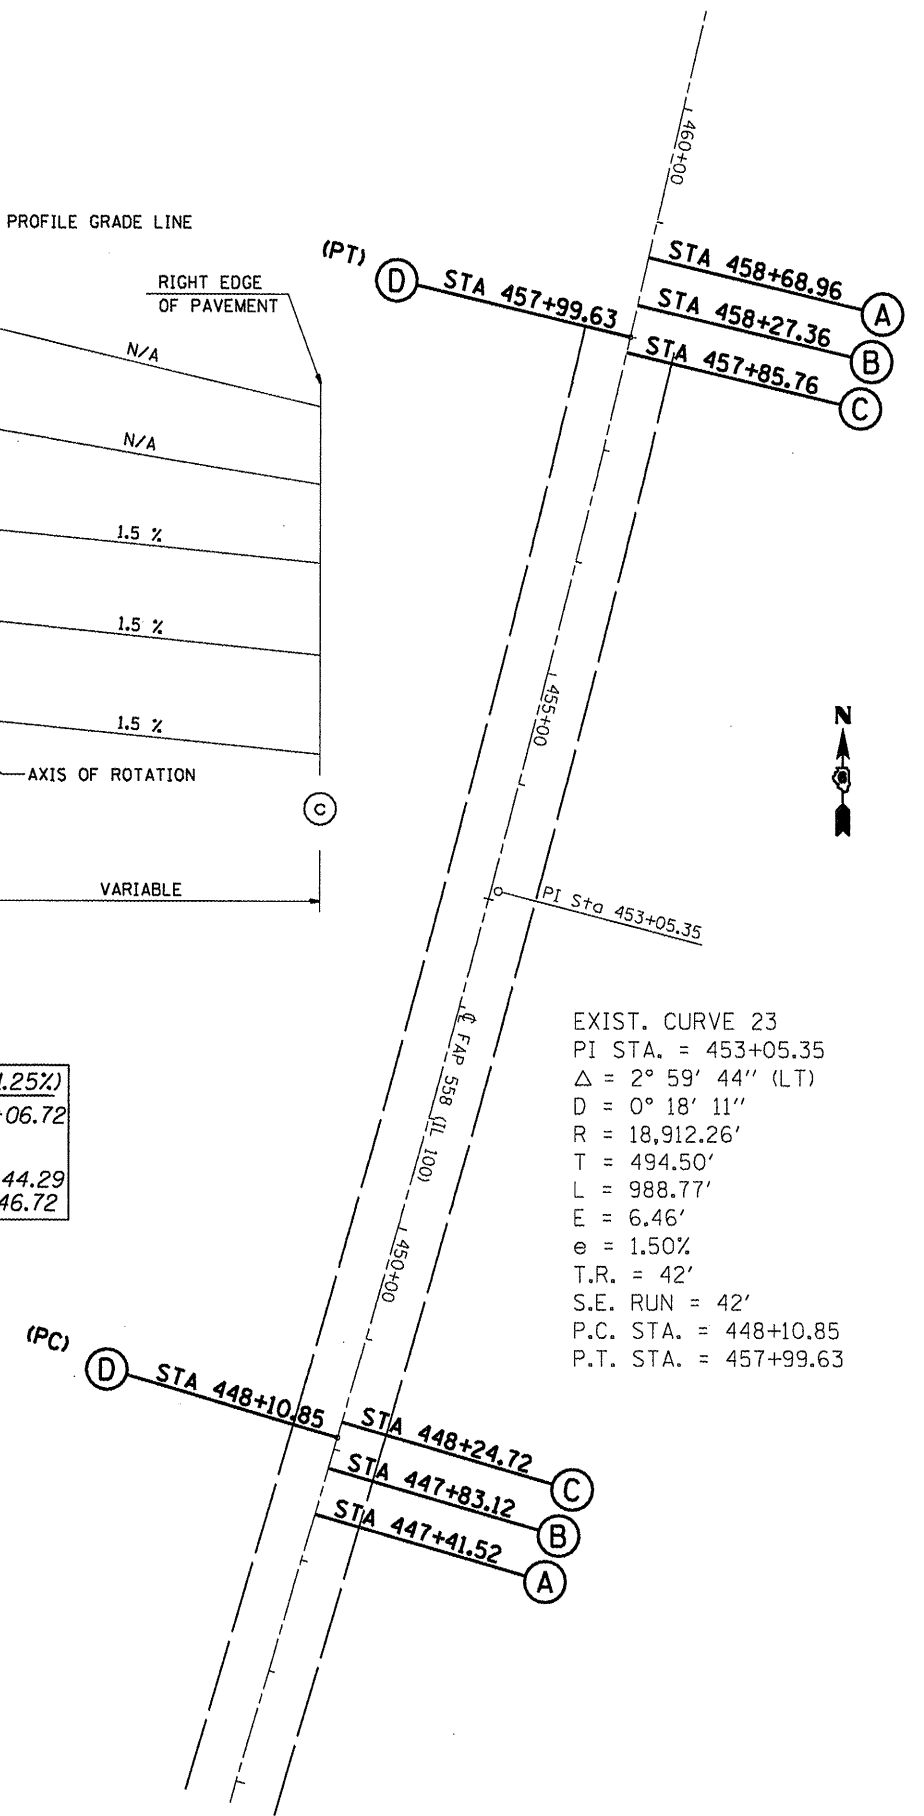 460+00
PROFILE GRADE LINE
(PT)
D
STA 457+99.63
STA 458+68.96
A
STA 458+27.36
B
STA 457+85.76
C
RIGHT EDGE
OF PAVEMENT
N/A
N/A
1.5 %
1.5 %
1.5 %
AXIS OF ROTATION
C
VARIABLE
455+00
N
PI Sta 453+05.35
℄ FAP 558 (IL 100)
EXIST. CURVE 23
PI STA. = 453+05.35
Δ = 2° 59' 44'' (LT)
D = 0° 18' 11''
R = 18,912.26'
T = 494.50'
L = 988.77'
E = 6.46'
e = 1.50%
T.R. = 42'
S.E. RUN = 42'
P.C. STA. = 448+10.85
P.T. STA. = 457+99.63
.25%)
06.72
44.29
46.72
450+00
(PC)
D
STA 448+10.85
STA 448+24.72
C
STA 447+83.12
B
STA 447+41.52
A